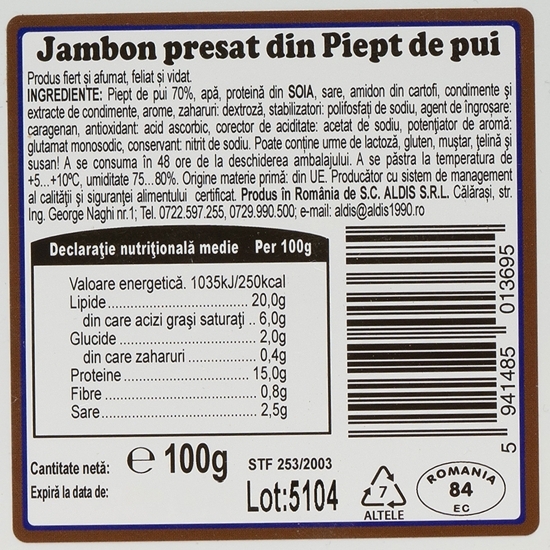 Jambon presat din Piept de pui
Produs fiert și afumat, feliat și vidat.
INGREDIENTE: Piept de pui 70%, apă, proteină din SOIA, sare, amidon din cartofi, condimente și
extracte de condimente, arome, zaharuri: dextroză, stabilizatori: polifosfați de sodiu, agent de îngroșare:
caragenan, antioxidant: acid ascorbic, corector de aciditate: acetat de sodiu, potențiator de aromă:
glutamat monosodic, conservant: nitrit de sodiu. Poate conține urme de lactoză, gluten, muștar, țelină și
susan! A se consuma în 48 ore de la deschiderea ambalajului. A se păstra la temperatura de
+5...+10ºC, umiditate 75...80%. Origine materie primă: din UE. Producător cu sistem de management
al calității și siguranței alimentului certificat. Produs în România de S.C. ALDIS S.R.L. Călărași, str.
Ing. George Naghi nr.1; Tel. 0722.597.255, 0729.990.500; e-mail: aldis@aldis1990.ro
Declarație nutrițională medie Per 100g
Valoare energetică. 1035kJ/250kcal
Lipide.................... 20,0g
din care acizi grași saturați .. 6,0g
Glucide .................. 2,0g
din care zaharuri ............. 0,4g
Proteine .................. 15,0g
Fibre ...................... 0,8g
Sare........................ 2,5g
5 941485 013695
Cantitate netă: e 100g
STF 253/2003
Expiră la data de:
Lot:5104
7
ALTELE
ROMANIA
84
EC